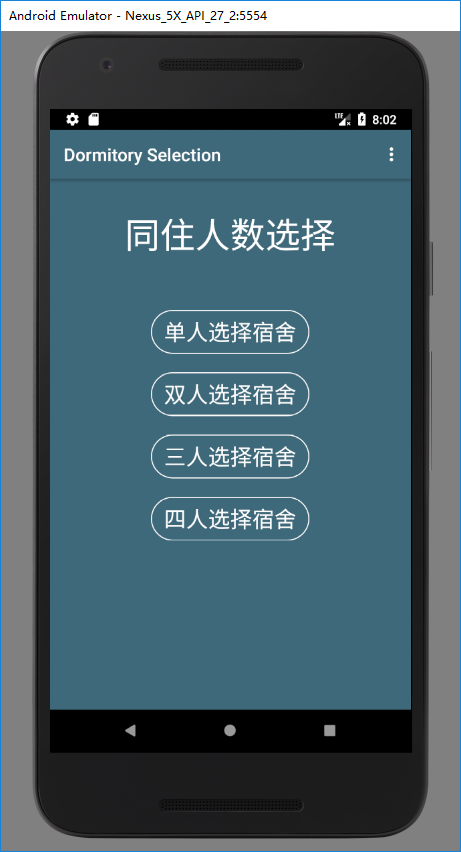 Android Emulator - Nexus_5X_API_27_2:5554
LTE 8:02
Dormitory Selection
同住人数选择
单人选择宿舍
双人选择宿舍
三人选择宿舍
四人选择宿舍